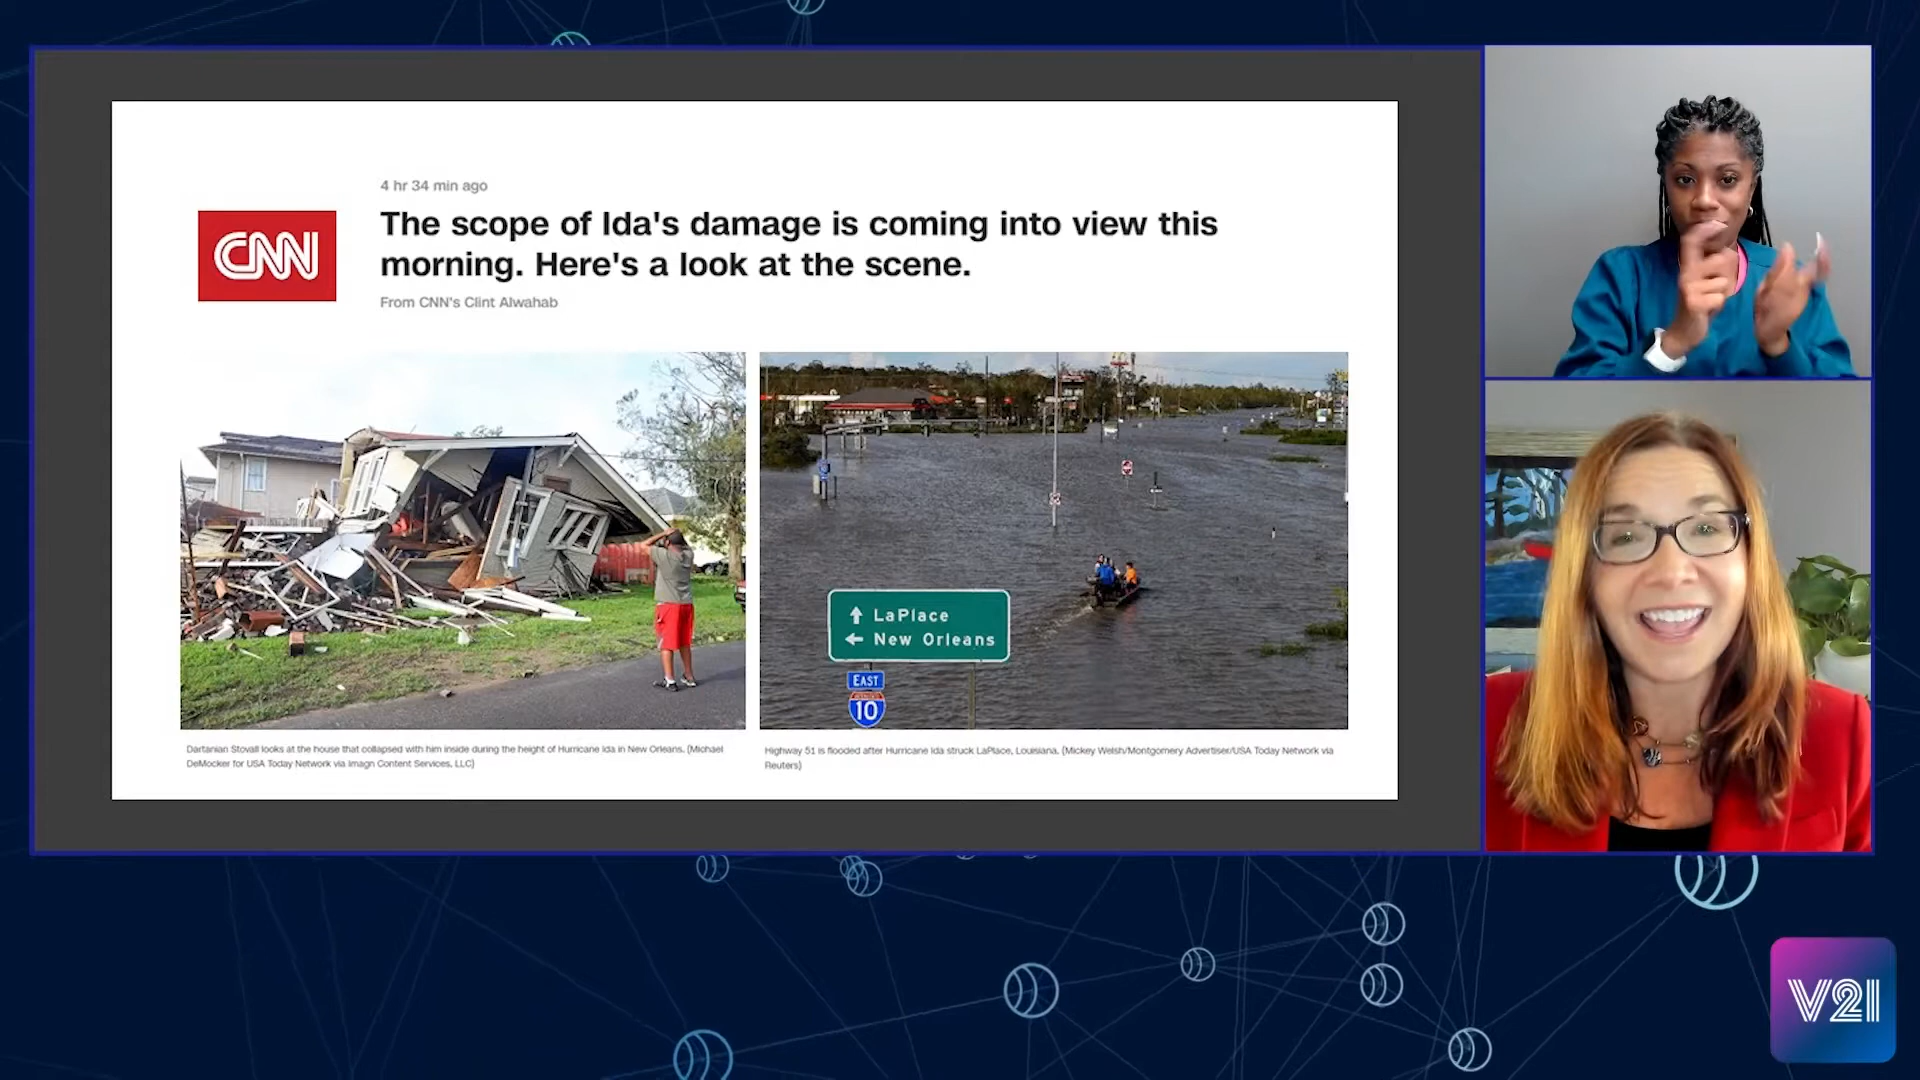 4 hr 34 min ago
CNN
The scope of Ida's damage is coming into view this
morning. Here's a look at the scene.
From CNN's Clint Alwahab
LaPlace
New Orleans
EAST
10
Dartanian Stovall looks at the house that collapsed with him inside during the height of Hurricane Ida in New Orleans. (Michael
DeMocker for USA Today Network via Imagn Content Services, LLC)
Highway 51 is flooded after Hurricane Ida struck LaPlace, Louisiana. (Mickey Welsh/Montgomery Advertiser/USA Today Network via
Reuters)
V21